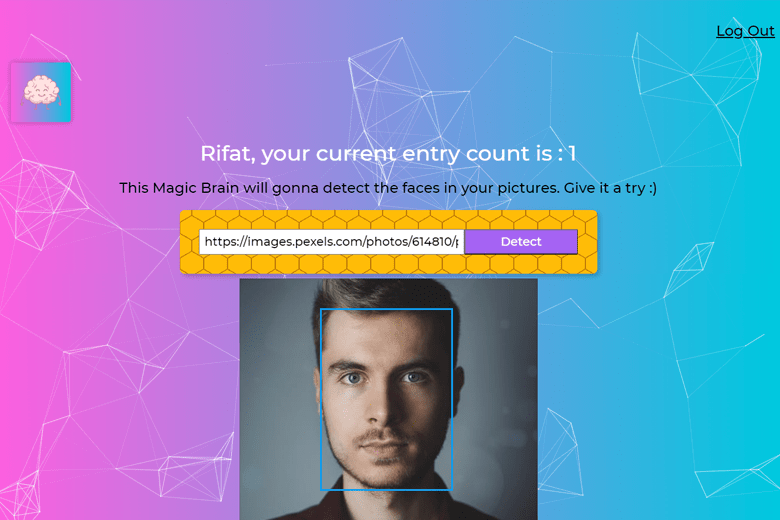 Log Out
Rifat, your current entry count is : 1
This Magic Brain will gonna detect the faces in your pictures. Give it a try :)
https://images.pexels.com/photos/614810/ Detect